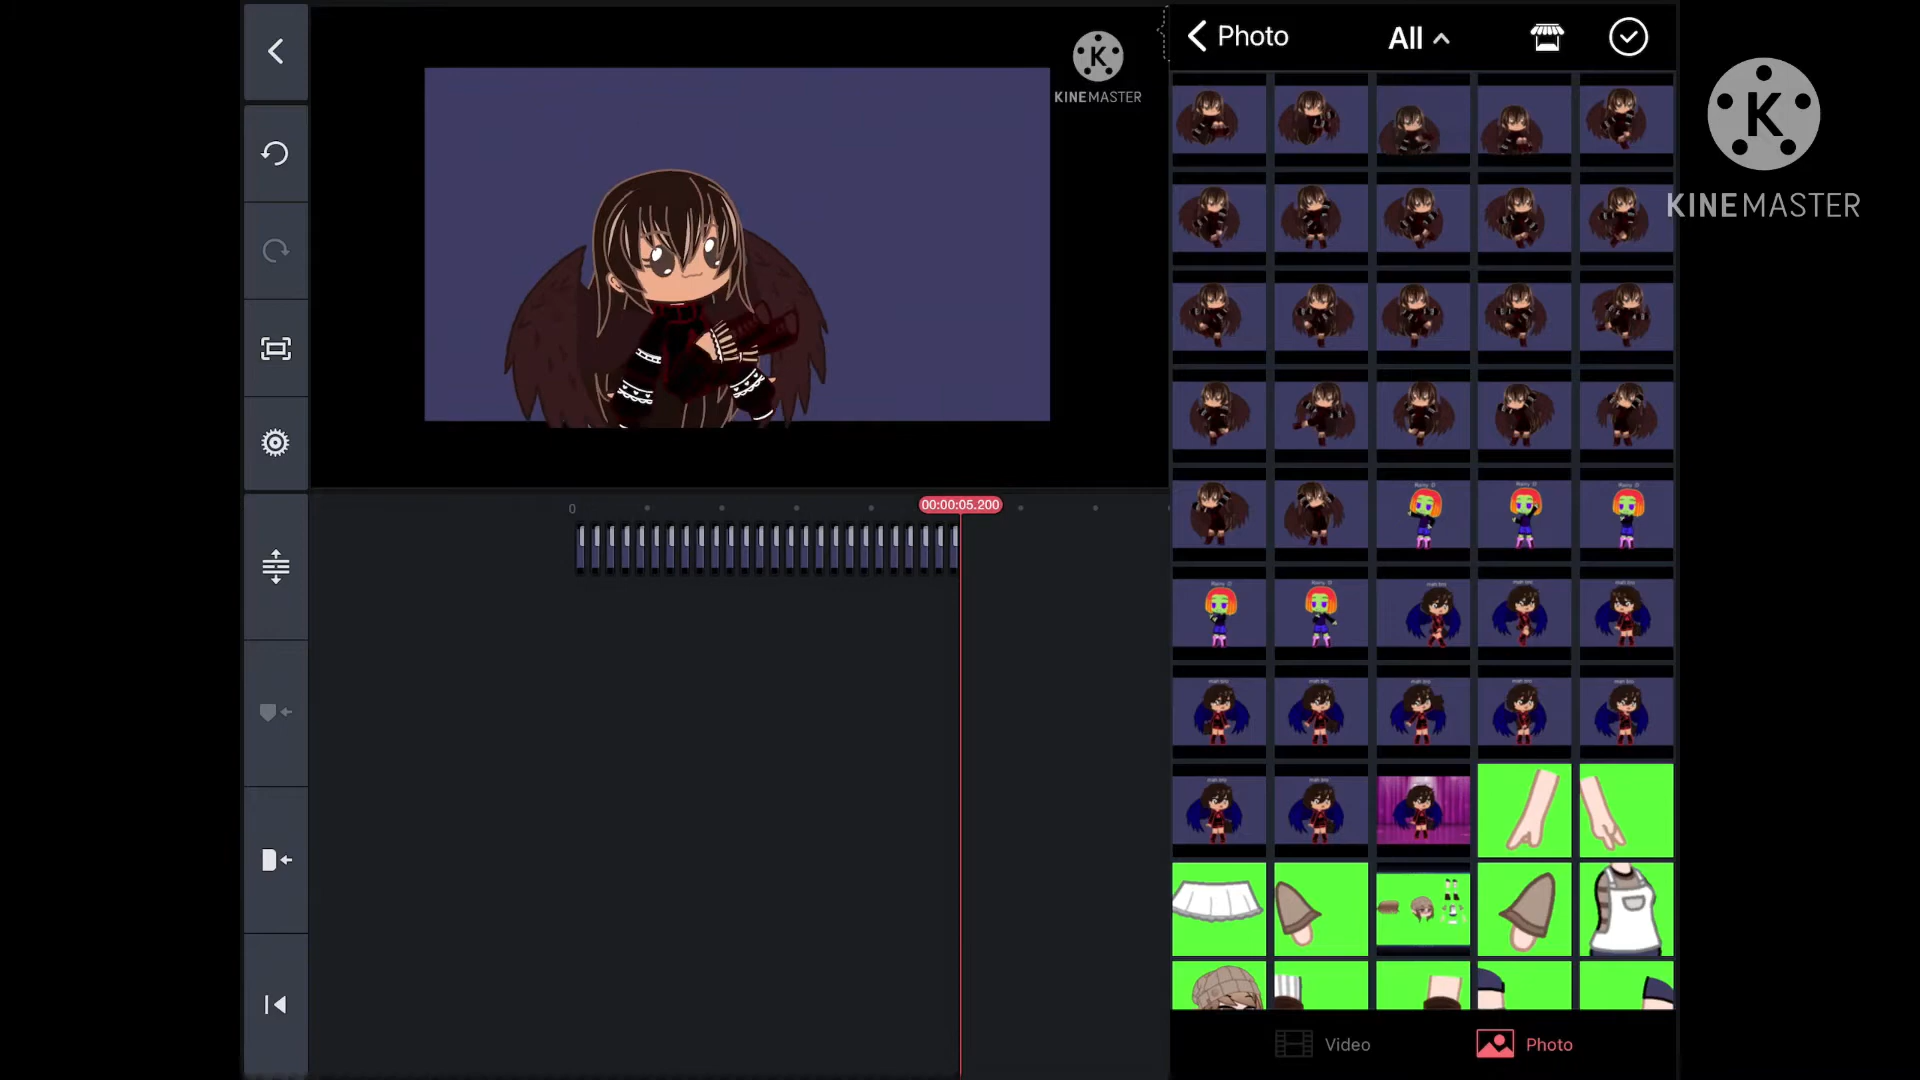 Photo
All
K
KINEMASTER
K
KINEMASTER
0
00:00:05.200
Video
Photo